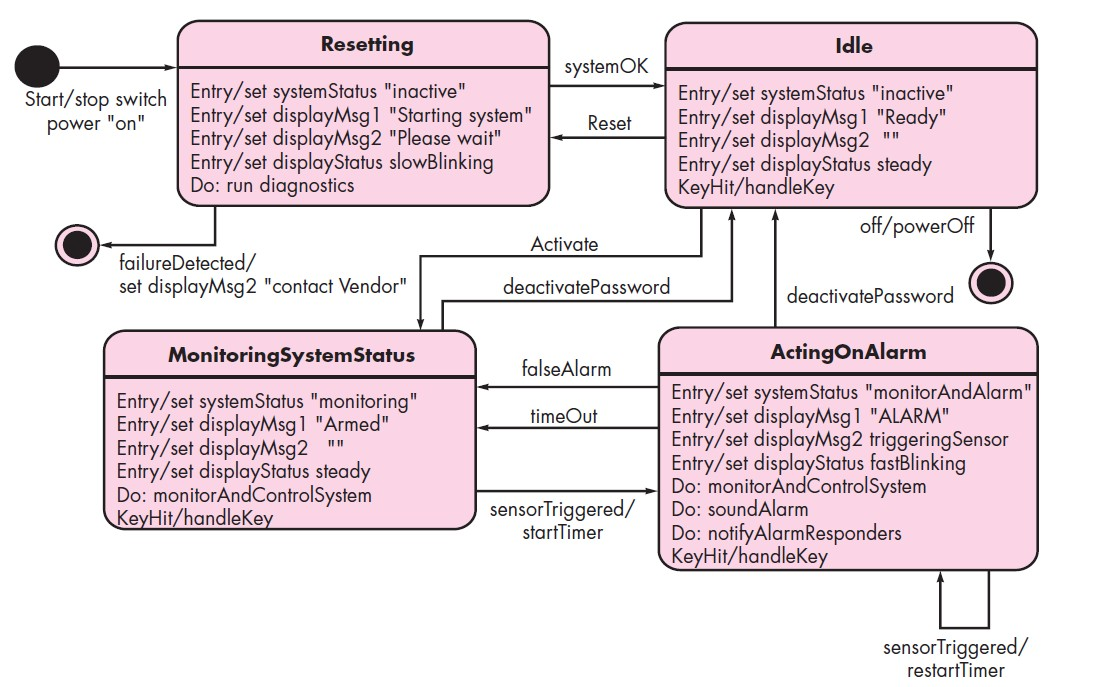 Resetting
Entry/set systemStatus "inactive"
Entry/set displayMsg1 "Starting system"
Entry/set displayMsg2 "Please wait"
Entry/set displayStatus slowBlinking
Do: run diagnostics
Start/stop switch
power "on"
systemOK
Reset
Idle
Entry/set systemStatus "inactive"
Entry/set displayMsg1 "Ready"
Entry/set displayMsg2 ""
Entry/set displayStatus steady
KeyHit/handleKey
failureDetected/
set displayMsg2 "contact Vendor"
Activate
deactivatePassword
off/powerOff
deactivatePassword
MonitoringSystemStatus
Entry/set systemStatus "monitoring"
Entry/set displayMsg1 "Armed"
Entry/set displayMsg2 ""
Entry/set displayStatus steady
Do: monitorAndControlSystem
KeyHit/handleKey
falseAlarm
timeOut
sensorTriggered/
startTimer
ActingOnAlarm
Entry/set systemStatus "monitorAndAlarm"
Entry/set displayMsg1 "ALARM"
Entry/set displayMsg2 triggeringSensor
Entry/set displayStatus fastBlinking
Do: monitorAndControlSystem
Do: soundAlarm
Do: notifyAlarmResponders
KeyHit/handleKey
sensorTriggered/
restartTimer